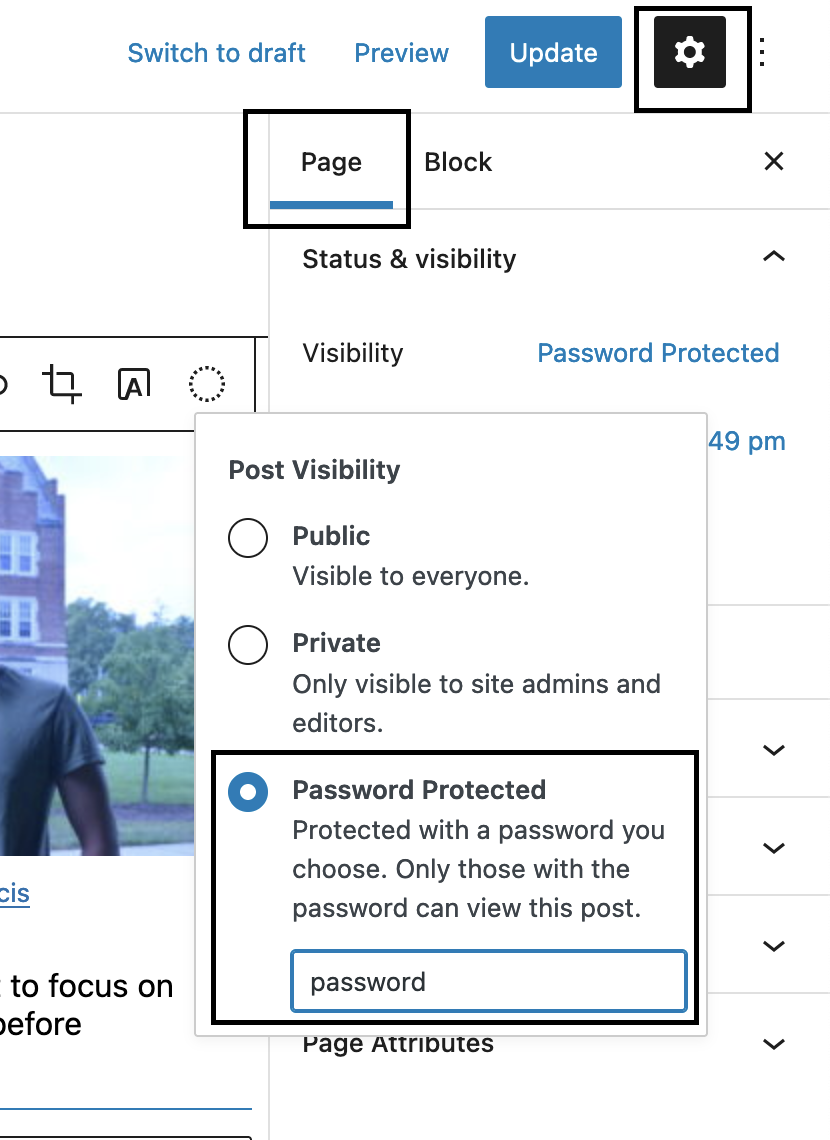 Switch to draft Preview Update
Page Block
Status & visibility
Visibility Password Protected
49 pm
Post Visibility
Public
Visible to everyone.
Private
Only visible to site admins and
editors.
Password Protected
Protected with a password you
choose. Only those with the
password can view this post.
cis
password
to focus on
before
Page Attributes